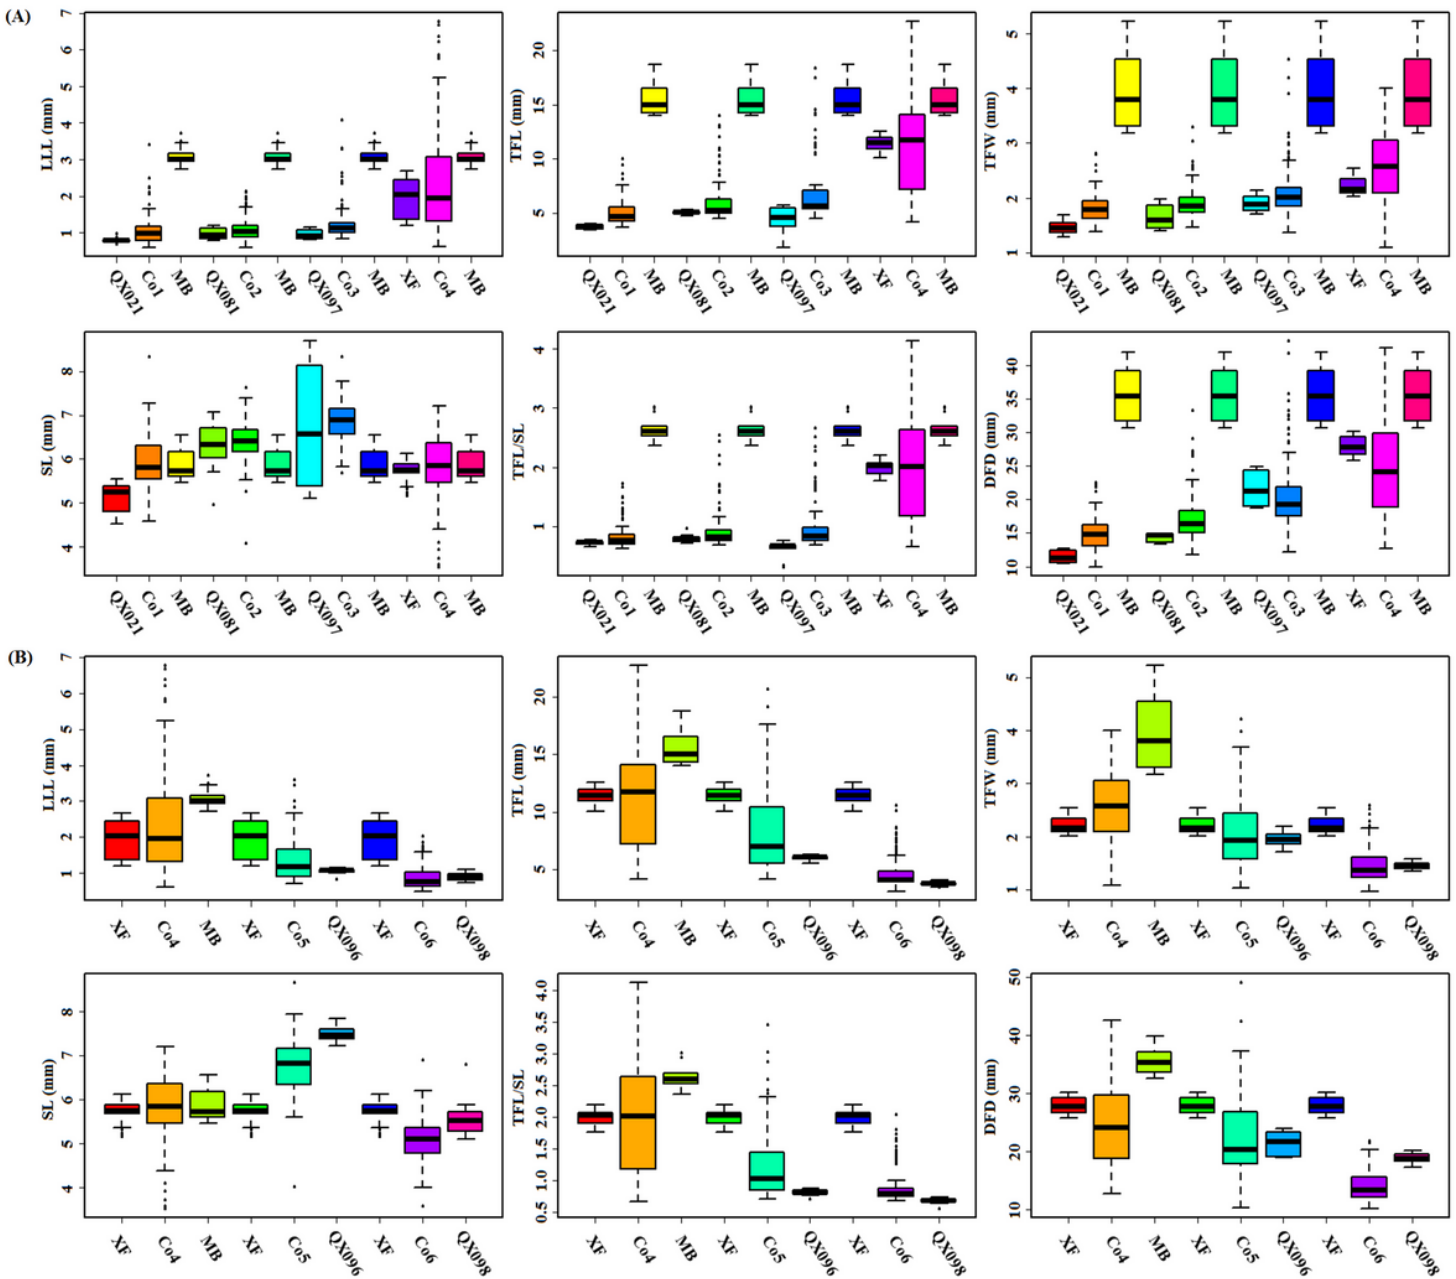 (A)
LLL (mm)
7
6
5
4
3
2
1
QX021 Co1 MB QX081 Co2 MB QX097 Co3 MB XF Co4 MB
TFL (mm)
20
15
10
5
QX021 Co1 MB QX081 Co2 MB QX097 Co3 MB XF Co4 MB
TFW (mm)
5
4
3
2
1
QX021 Co1 MB QX081 Co2 MB QX097 Co3 MB XF Co4 MB
SL (mm)
8
7
6
5
4
QX021 Co1 MB QX081 Co2 MB QX097 Co3 MB XF Co4 MB
TFL/SL
4
3
2
1
QX021 Co1 MB QX081 Co2 MB QX097 Co3 MB XF Co4 MB
DFD (mm)
40
35
30
25
20
15
10
QX021 Co1 MB QX081 Co2 MB QX097 Co3 MB XF Co4 MB
(B)
LLL (mm)
7
6
5
4
3
2
1
XF Co4 MB XF Co5 QX096 XF Co6 QX098
TFL (mm)
20
15
10
5
XF Co4 MB XF Co5 QX096 XF Co6 QX098
TFW (mm)
5
4
3
2
1
XF Co4 MB XF Co5 QX096 XF Co6 QX098
SL (mm)
8
7
6
5
4
XF Co4 MB XF Co5 QX096 XF Co6 QX098
TFL/SL
4.0
3.5
3.0
2.5
2.0
1.5
1.0
0.5
XF Co4 MB XF Co5 QX096 XF Co6 QX098
DFD (mm)
50
40
30
20
10
XF Co4 MB XF Co5 QX096 XF Co6 QX098